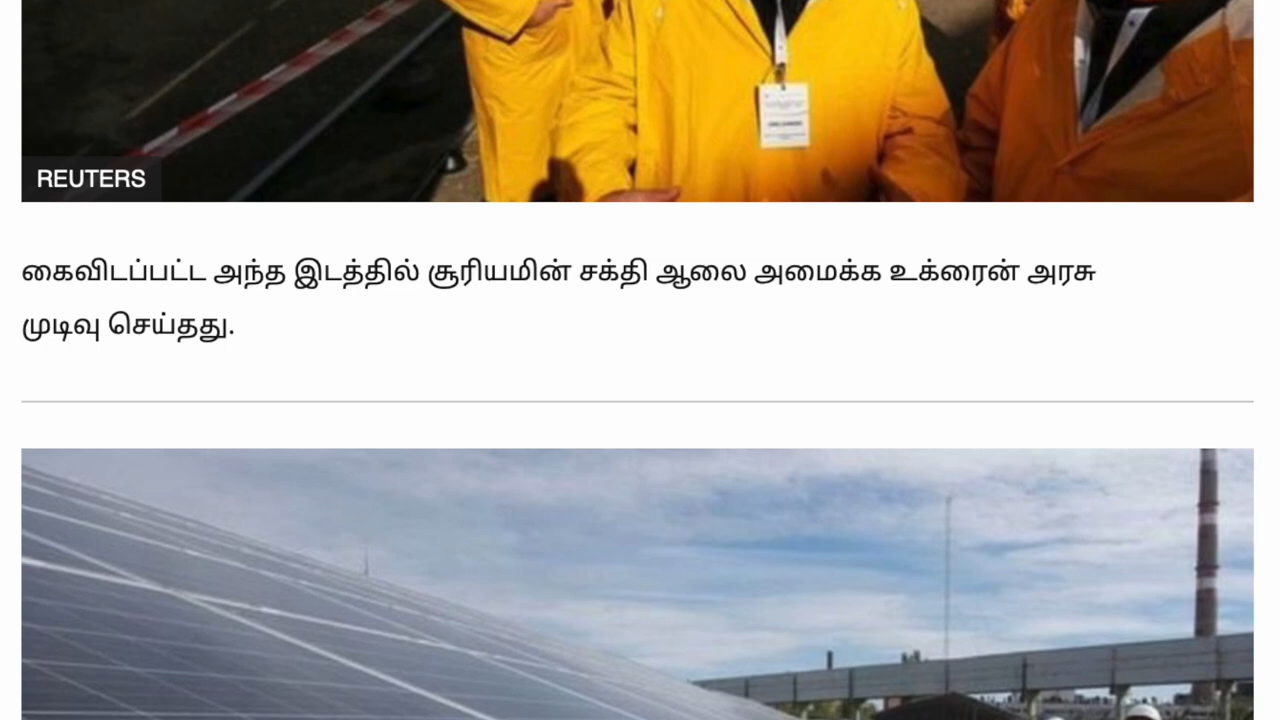 REUTERS
கைவிடப்பட்ட அந்த இடத்தில் சூரியமின் சக்தி ஆலை அமைக்க உக்ரைன் அரசு
முடிவு செய்தது.